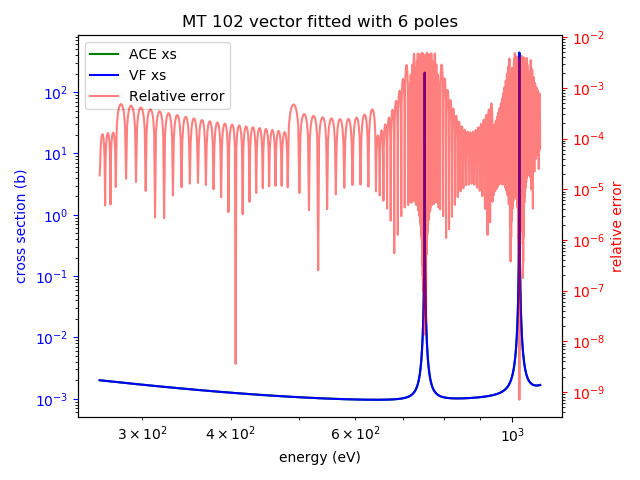 MT 102 vector fitted with 6 poles
ACE xs
VF xs
Relative error
cross section (b)
10²
10¹
10⁰
10⁻¹
10⁻²
10⁻³
10⁻²
10⁻³
10⁻⁴
10⁻⁵
10⁻⁶
10⁻⁷
10⁻⁸
10⁻⁹
relative error
3 × 10² 4 × 10² 6 × 10² 10³
energy (eV)